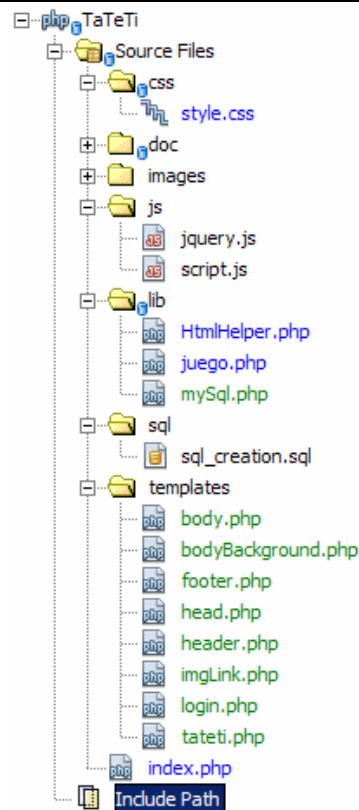 TaTeTi
Source Files
css
style.css
doc
images
js
jquery.js
script.js
lib
HtmlHelper.php
juego.php
mySql.php
sql
sql_creation.sql
templates
body.php
bodyBackground.php
footer.php
head.php
header.php
imgLink.php
login.php
tateti.php
index.php
Include Path